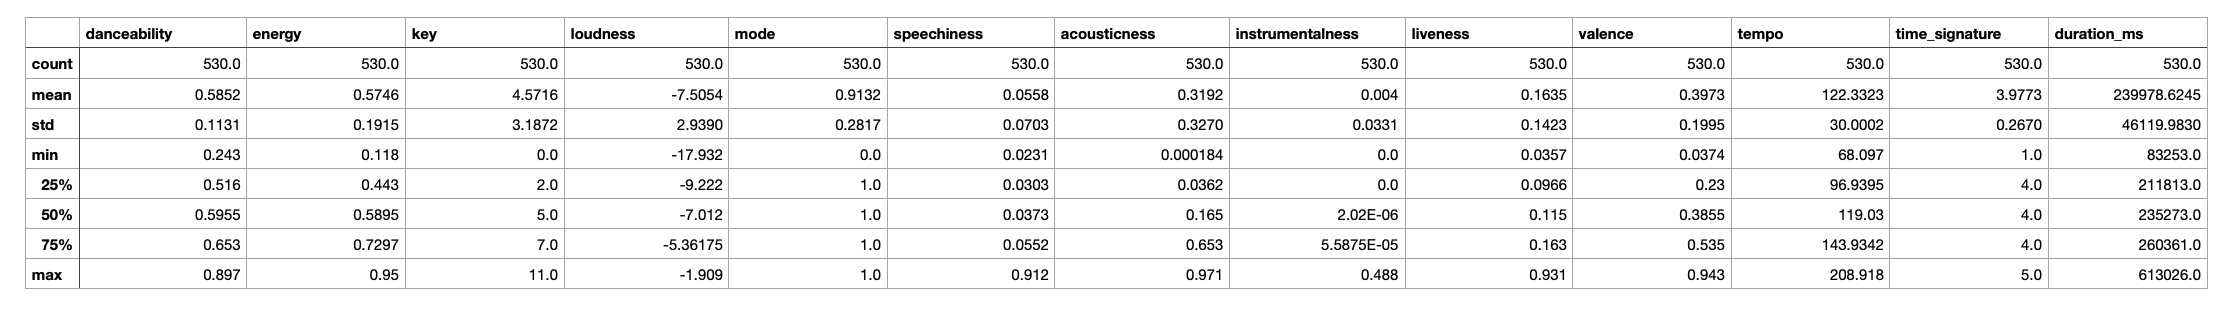 danceability energy key loudness mode speechiness acousticness instrumentalness liveness valence tempo time_signature duration_ms
count 530.0 530.0 530.0 530.0 530.0 530.0 530.0 530.0 530.0 530.0 530.0 530.0 530.0
mean 0.5852 0.5746 4.5716 -7.5054 0.9132 0.0558 0.3192 0.004 0.1635 0.3973 122.3323 3.9773 239978.6245
std 0.1131 0.1915 3.1872 2.9390 0.2817 0.0703 0.3270 0.0331 0.1423 0.1995 30.0002 0.2670 46119.9830
min 0.243 0.118 0.0 -17.932 0.0 0.0231 0.000184 0.0 0.0357 0.0374 68.097 1.0 83253.0
25% 0.516 0.443 2.0 -9.222 1.0 0.0303 0.0362 0.0 0.0966 0.23 96.9395 4.0 211813.0
50% 0.5955 0.5895 5.0 -7.012 1.0 0.0373 0.165 2.02E-06 0.115 0.3855 119.03 4.0 235273.0
75% 0.653 0.7297 7.0 -5.36175 1.0 0.0552 0.653 5.5875E-05 0.163 0.535 143.9342 4.0 260361.0
max 0.897 0.95 11.0 -1.909 1.0 0.912 0.971 0.488 0.931 0.943 208.918 5.0 613026.0